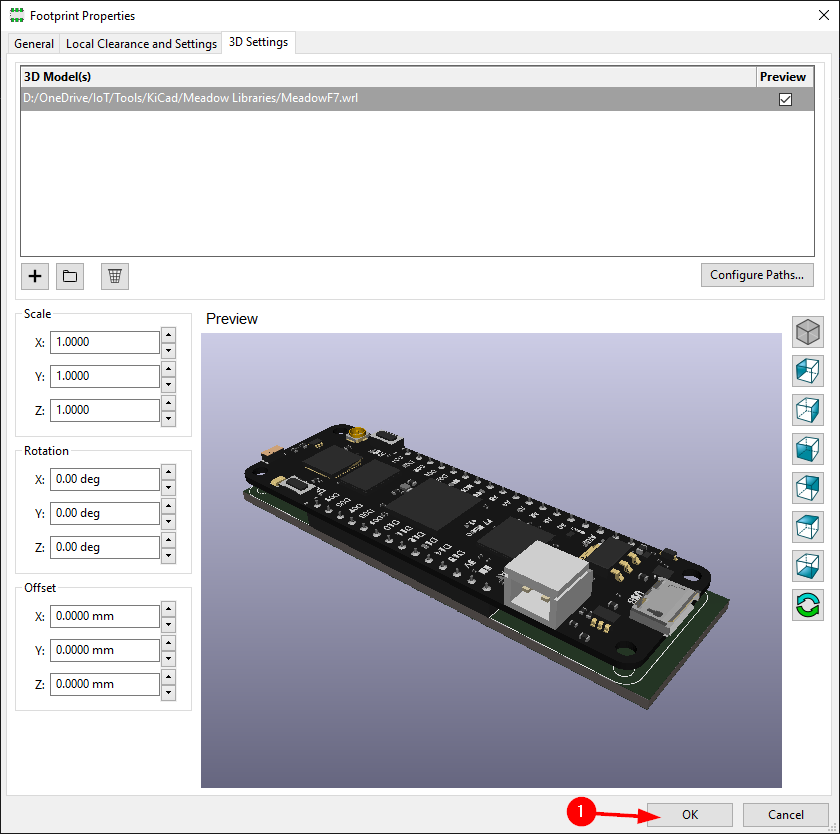 Footprint Properties
General
Local Clearance and Settings
3D Settings
3D Model(s)
Preview
D:/OneDrive/IoT/Tools/KiCad/Meadow Libraries/MeadowF7.wrl
Configure Paths...
Scale
X: 1.0000
Y: 1.0000
Z: 1.0000
Rotation
X: 0.00 deg
Y: 0.00 deg
Z: 0.00 deg
Offset
X: 0.0000 mm
Y: 0.0000 mm
Z: 0.0000 mm
Preview
1
OK
Cancel